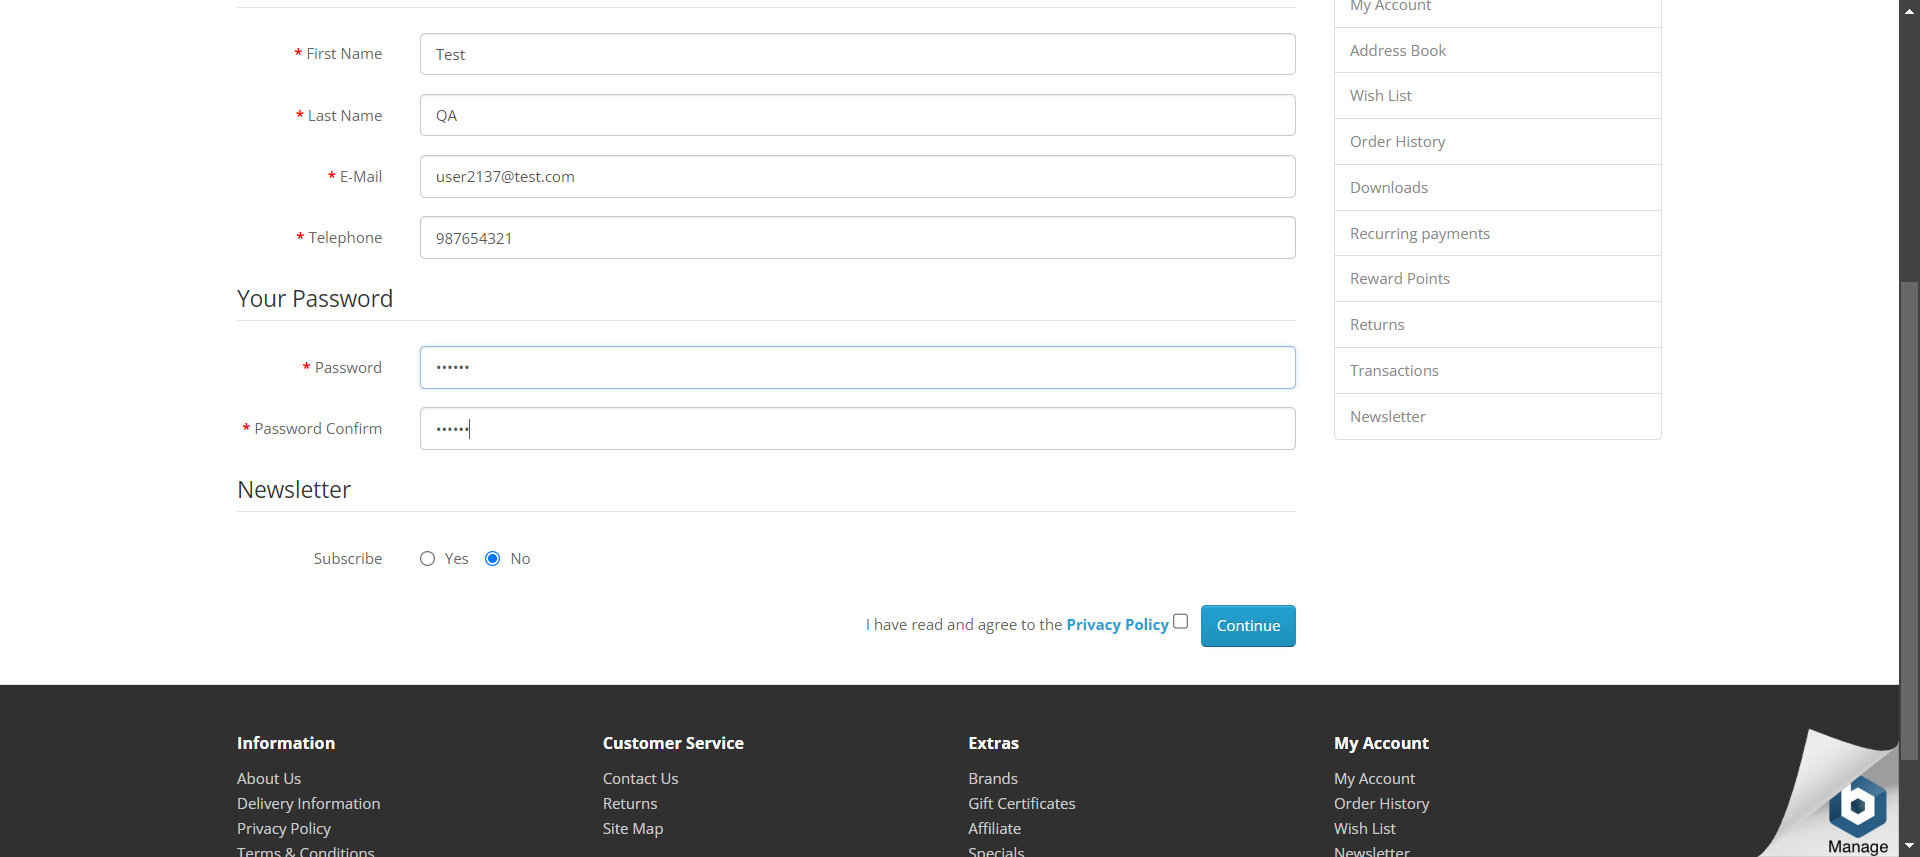 My Account
* First Name
Test
Address Book
Wish List
* Last Name
QA
Order History
* E-Mail
user2137@test.com
Downloads
* Telephone
987654321
Recurring payments
Reward Points
Your Password
Returns
* Password
••••••
Transactions
Newsletter
* Password Confirm
••••••
Newsletter
Subscribe
Yes
No
I have read and agree to the Privacy Policy
Continue
Information
About Us
Delivery Information
Privacy Policy
Terms & Conditions
Customer Service
Contact Us
Returns
Site Map
Extras
Brands
Gift Certificates
Affiliate
Specials
My Account
My Account
Order History
Wish List
Newsletter
b
Manage